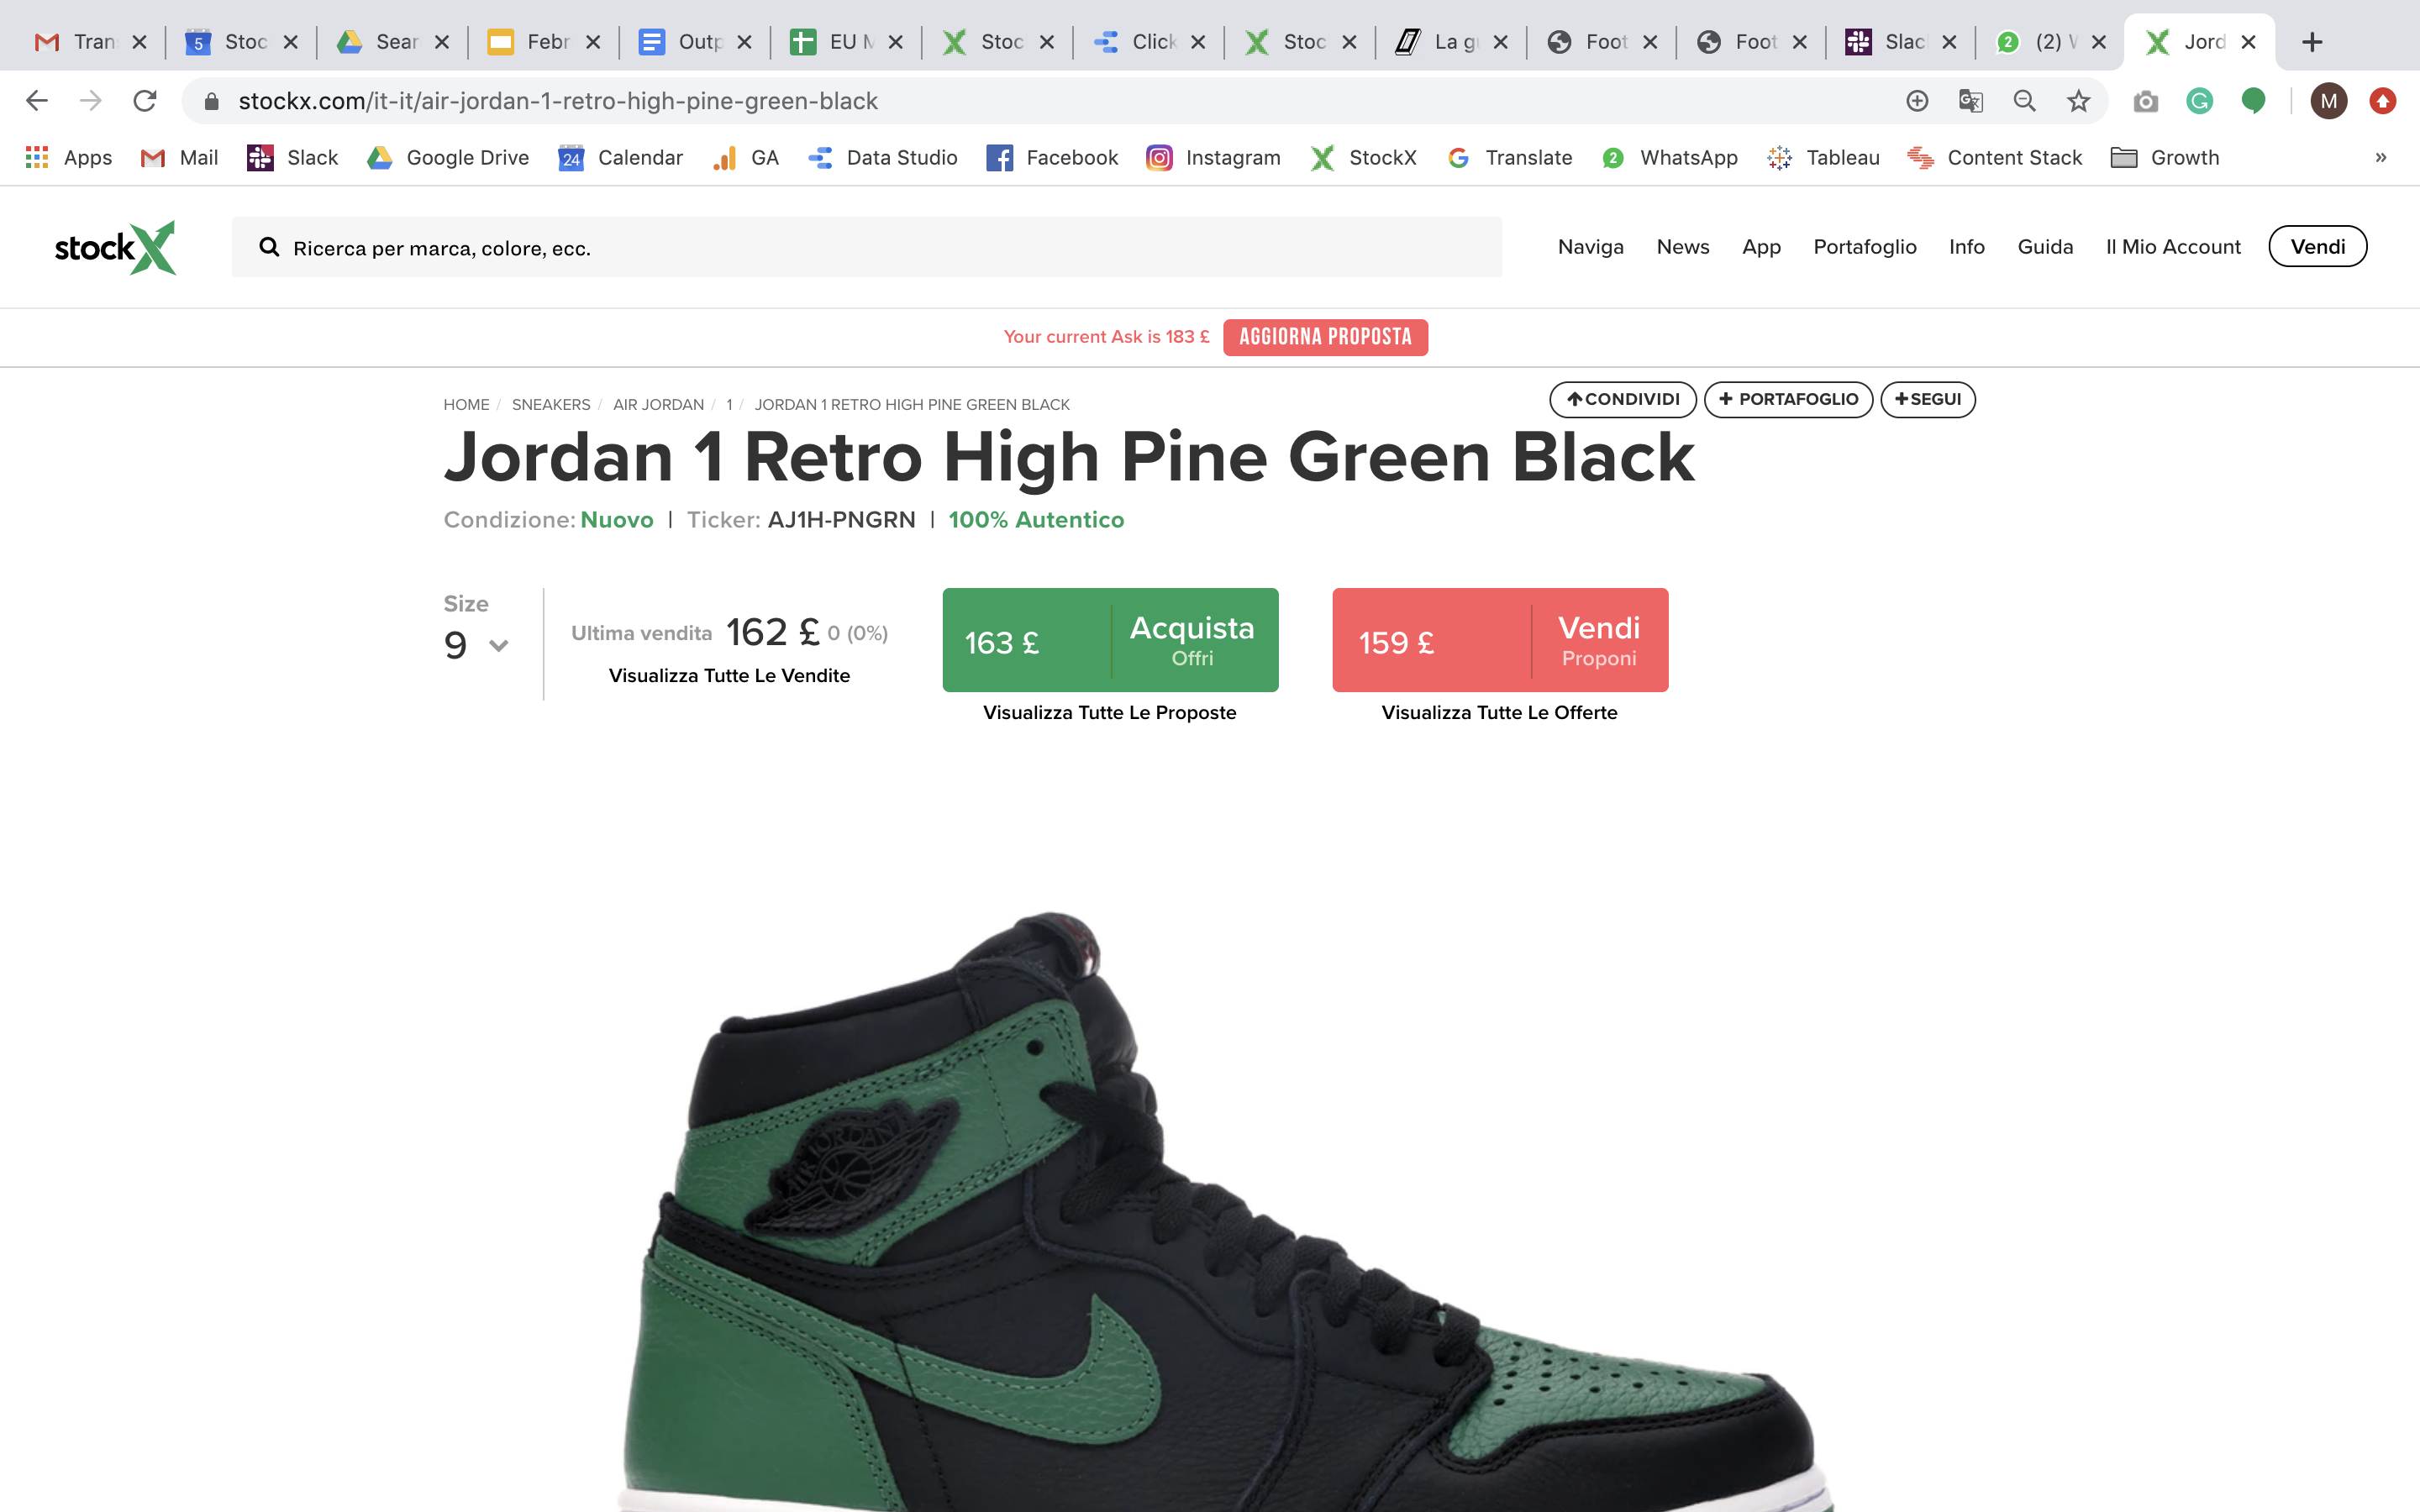 Tran
5 Stoc
Sear
Febr
Outp
EU M
Stoc
Click
Stoc
La g
Foot
Foot
Slac
2 (2)
Jord
stockx.com/it-it/air-jordan-1-retro-high-pine-green-black
M
Apps Mail Slack Google Drive 24 Calendar GA Data Studio Facebook Instagram StockX Translate 2 WhatsApp Tableau Content Stack Growth »
stockX
Ricerca per marca, colore, ecc.
Naviga News App Portafoglio Info Guida Il Mio Account Vendi
Your current Ask is 183 £ AGGIORNA PROPOSTA
HOME / SNEAKERS / AIR JORDAN / 1 / JORDAN 1 RETRO HIGH PINE GREEN BLACK
CONDIVIDI + PORTAFOGLIO +SEGUI
Jordan 1 Retro High Pine Green Black
Condizione: Nuovo | Ticker: AJ1H-PNGRN | 100% Autentico
Size
9
Ultima vendita 162 £ 0 (0%)
Visualizza Tutte Le Vendite
163 £ Acquista
Offri
Visualizza Tutte Le Proposte
159 £ Vendi
Proponi
Visualizza Tutte Le Offerte
AIR JORDAN